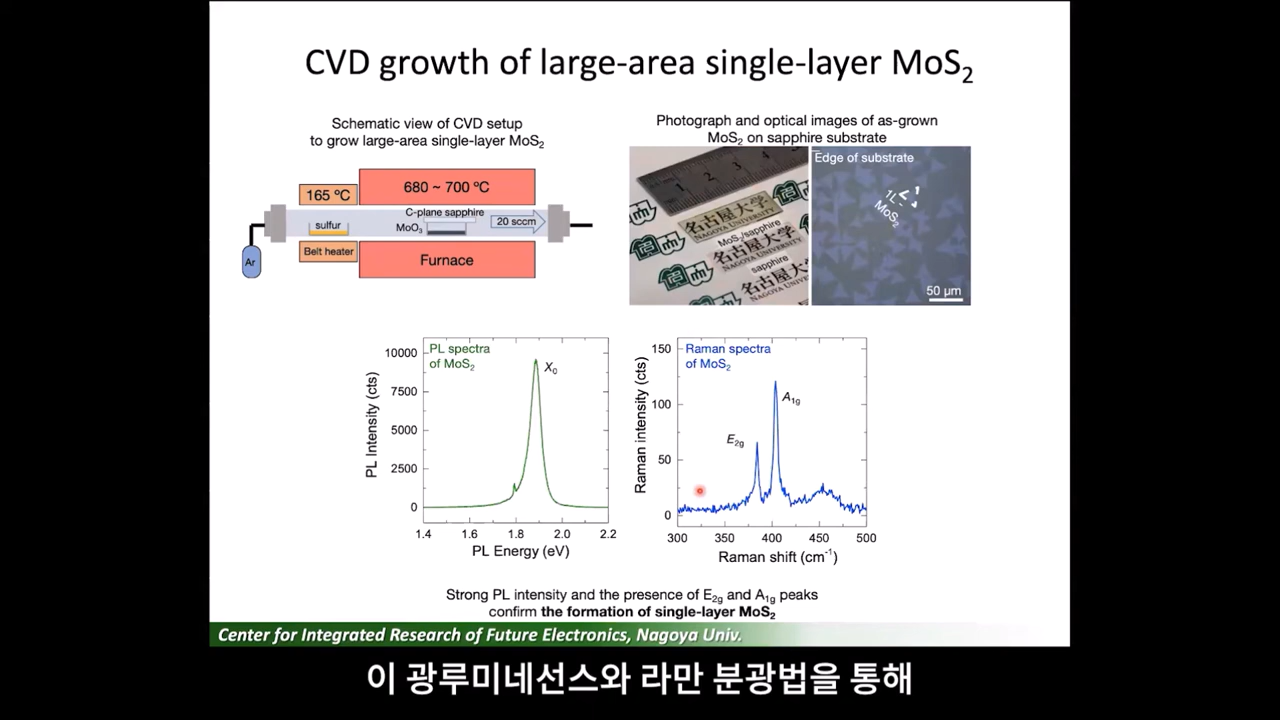 CVD growth of large-area single-layer MoS₂
Schematic view of CVD setup
to grow large-area single-layer MoS₂
165 ºC
680 ~ 700 ºC
C-plane sapphire
20 sccm
sulfur
MoO₃
Ar
Belt heater
Furnace
Photograph and optical images of as-grown
MoS₂ on sapphire substrate
1 2 3 4
名古屋大学
NAGOYA UNIVERSITY
MoS₂/sapphire
名古屋大学
NAGOYA UNIVERSITY
sapphire
名古屋大
NAGOYA UNIVER
Edge of substrate
1L-
MoS₂
50 µm
PL spectra
of MoS₂
X₀
PL Intensity (cts)
10000
7500
5000
2500
0
1.4 1.6 1.8 2.0 2.2
PL Energy (eV)
Raman spectra
of MoS₂
A₁g
E₂g
Raman intensity (cts)
150
100
50
0
300 350 400 450 500
Raman shift (cm⁻¹)
Strong PL intensity and the presence of E₂g and A₁g peaks
confirm the formation of single-layer MoS₂
Center for Integrated Research of Future Electronics, Nagoya Univ.
이 광루미네선스와 라만 분광법을 통해